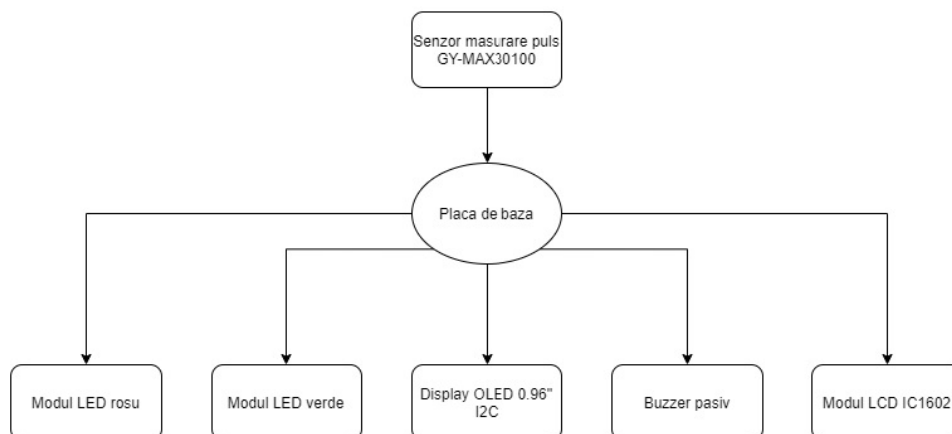 Senzor masurare puls
GY-MAX30100
Placa de baza
Modul LED rosu
Modul LED verde
Display OLED 0.96"
I2C
Buzzer pasiv
Modul LCD IC1602